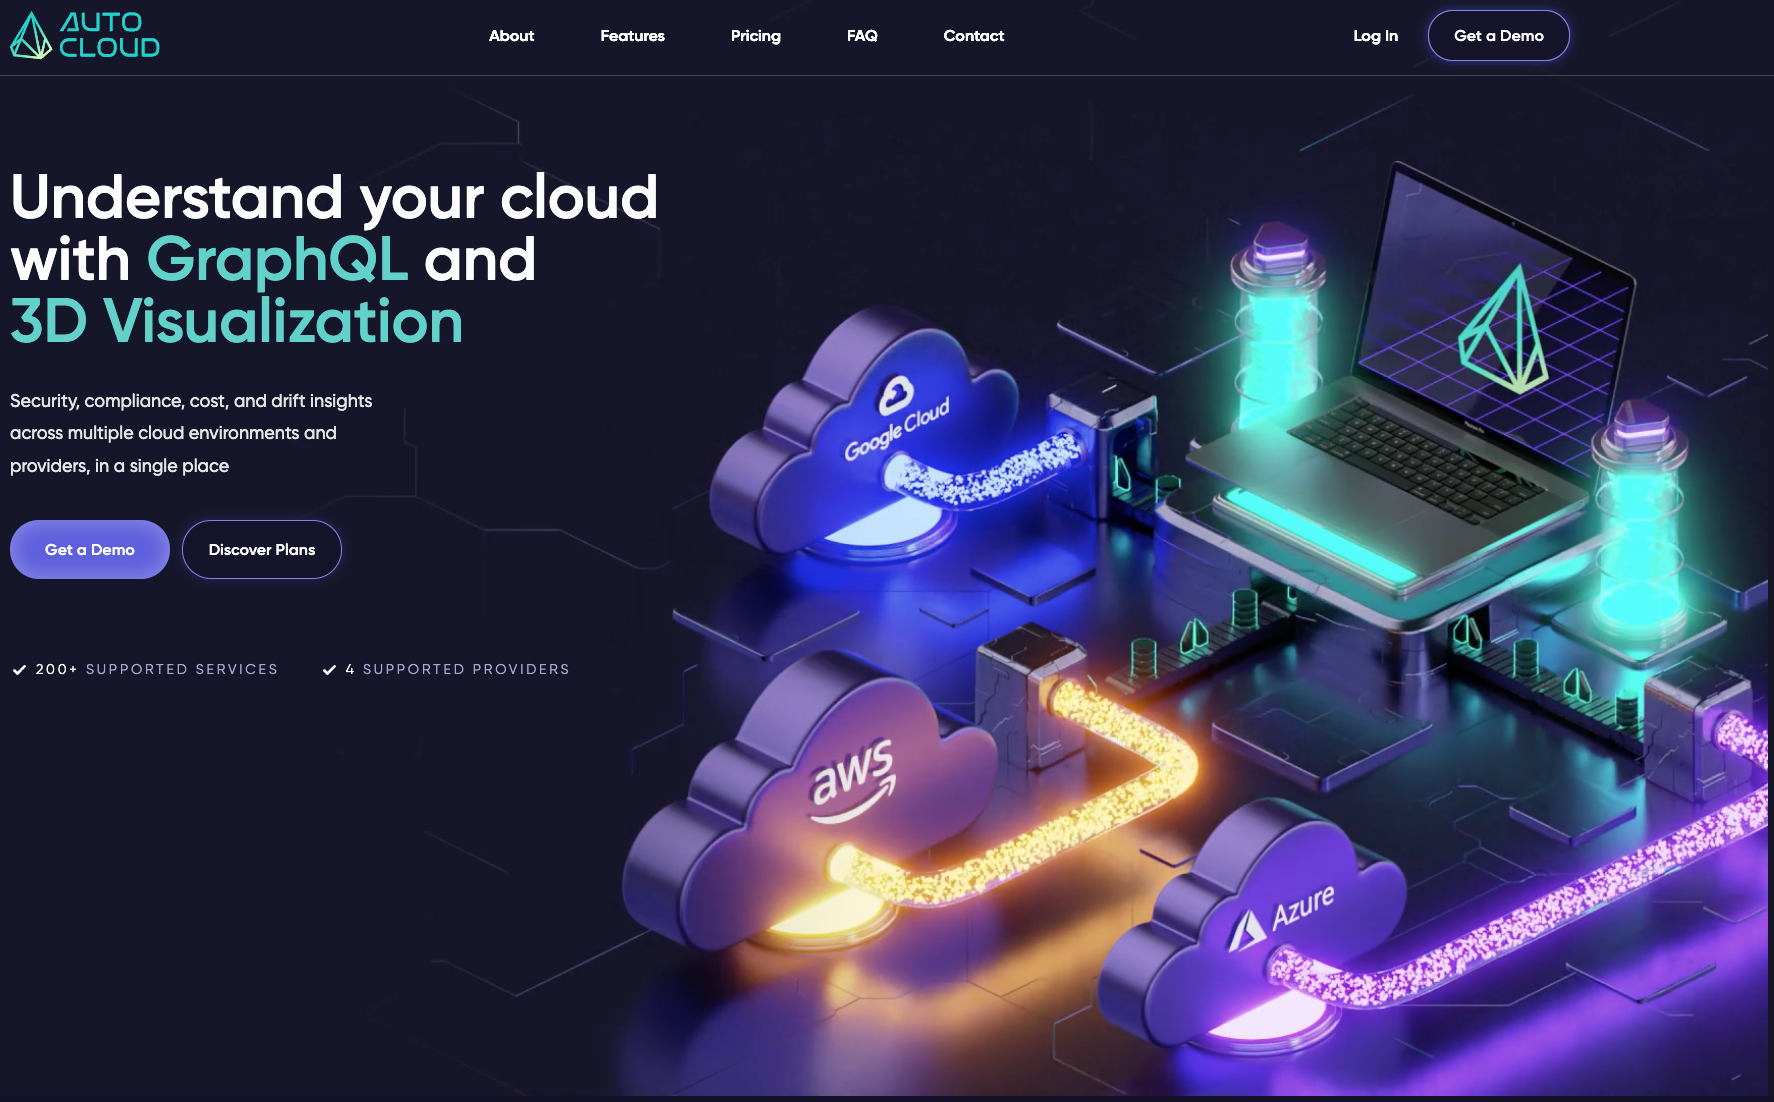 AUTO
CLOUD
About
Features
Pricing
FAQ
Contact
Log In
Get a Demo
Understand your cloud
with GraphQL and
3D Visualization
Security, compliance, cost, and drift insights
across multiple cloud environments and
providers, in a single place
Get a Demo
Discover Plans
200+ SUPPORTED SERVICES
4 SUPPORTED PROVIDERS
Google Cloud
aws
Azure